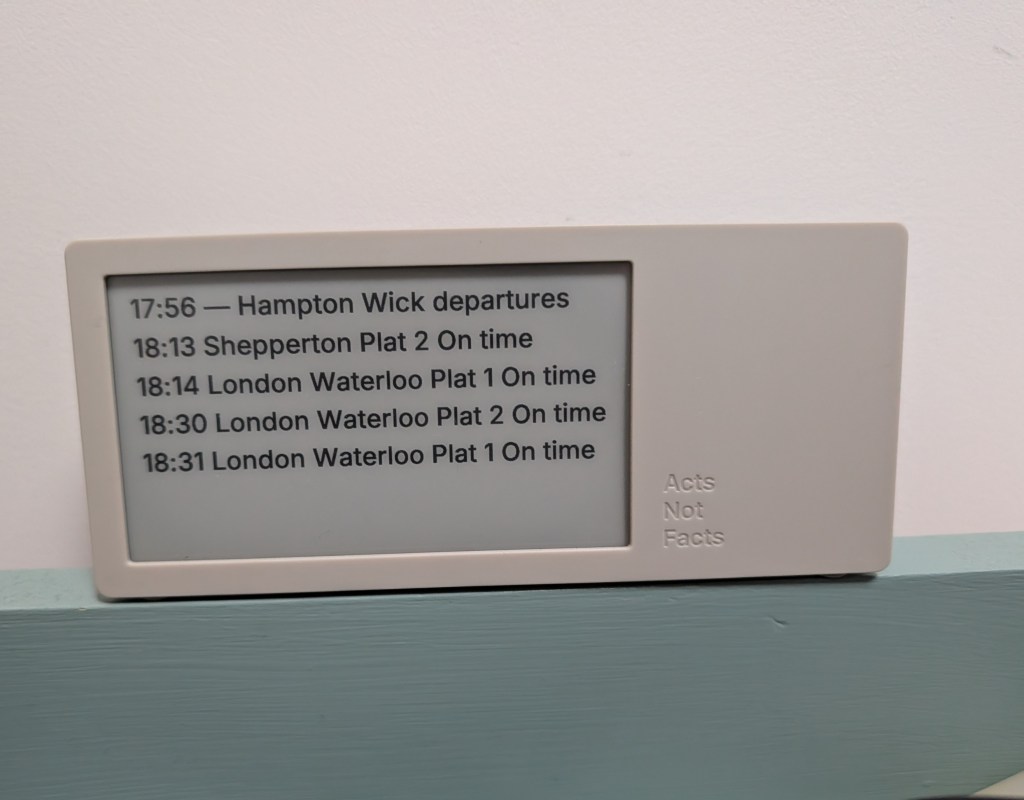 17:56 — Hampton Wick departures
18:13 Shepperton Plat 2 On time
18:14 London Waterloo Plat 1 On time
18:30 London Waterloo Plat 2 On time
18:31 London Waterloo Plat 1 On time
Acts
Not
Facts